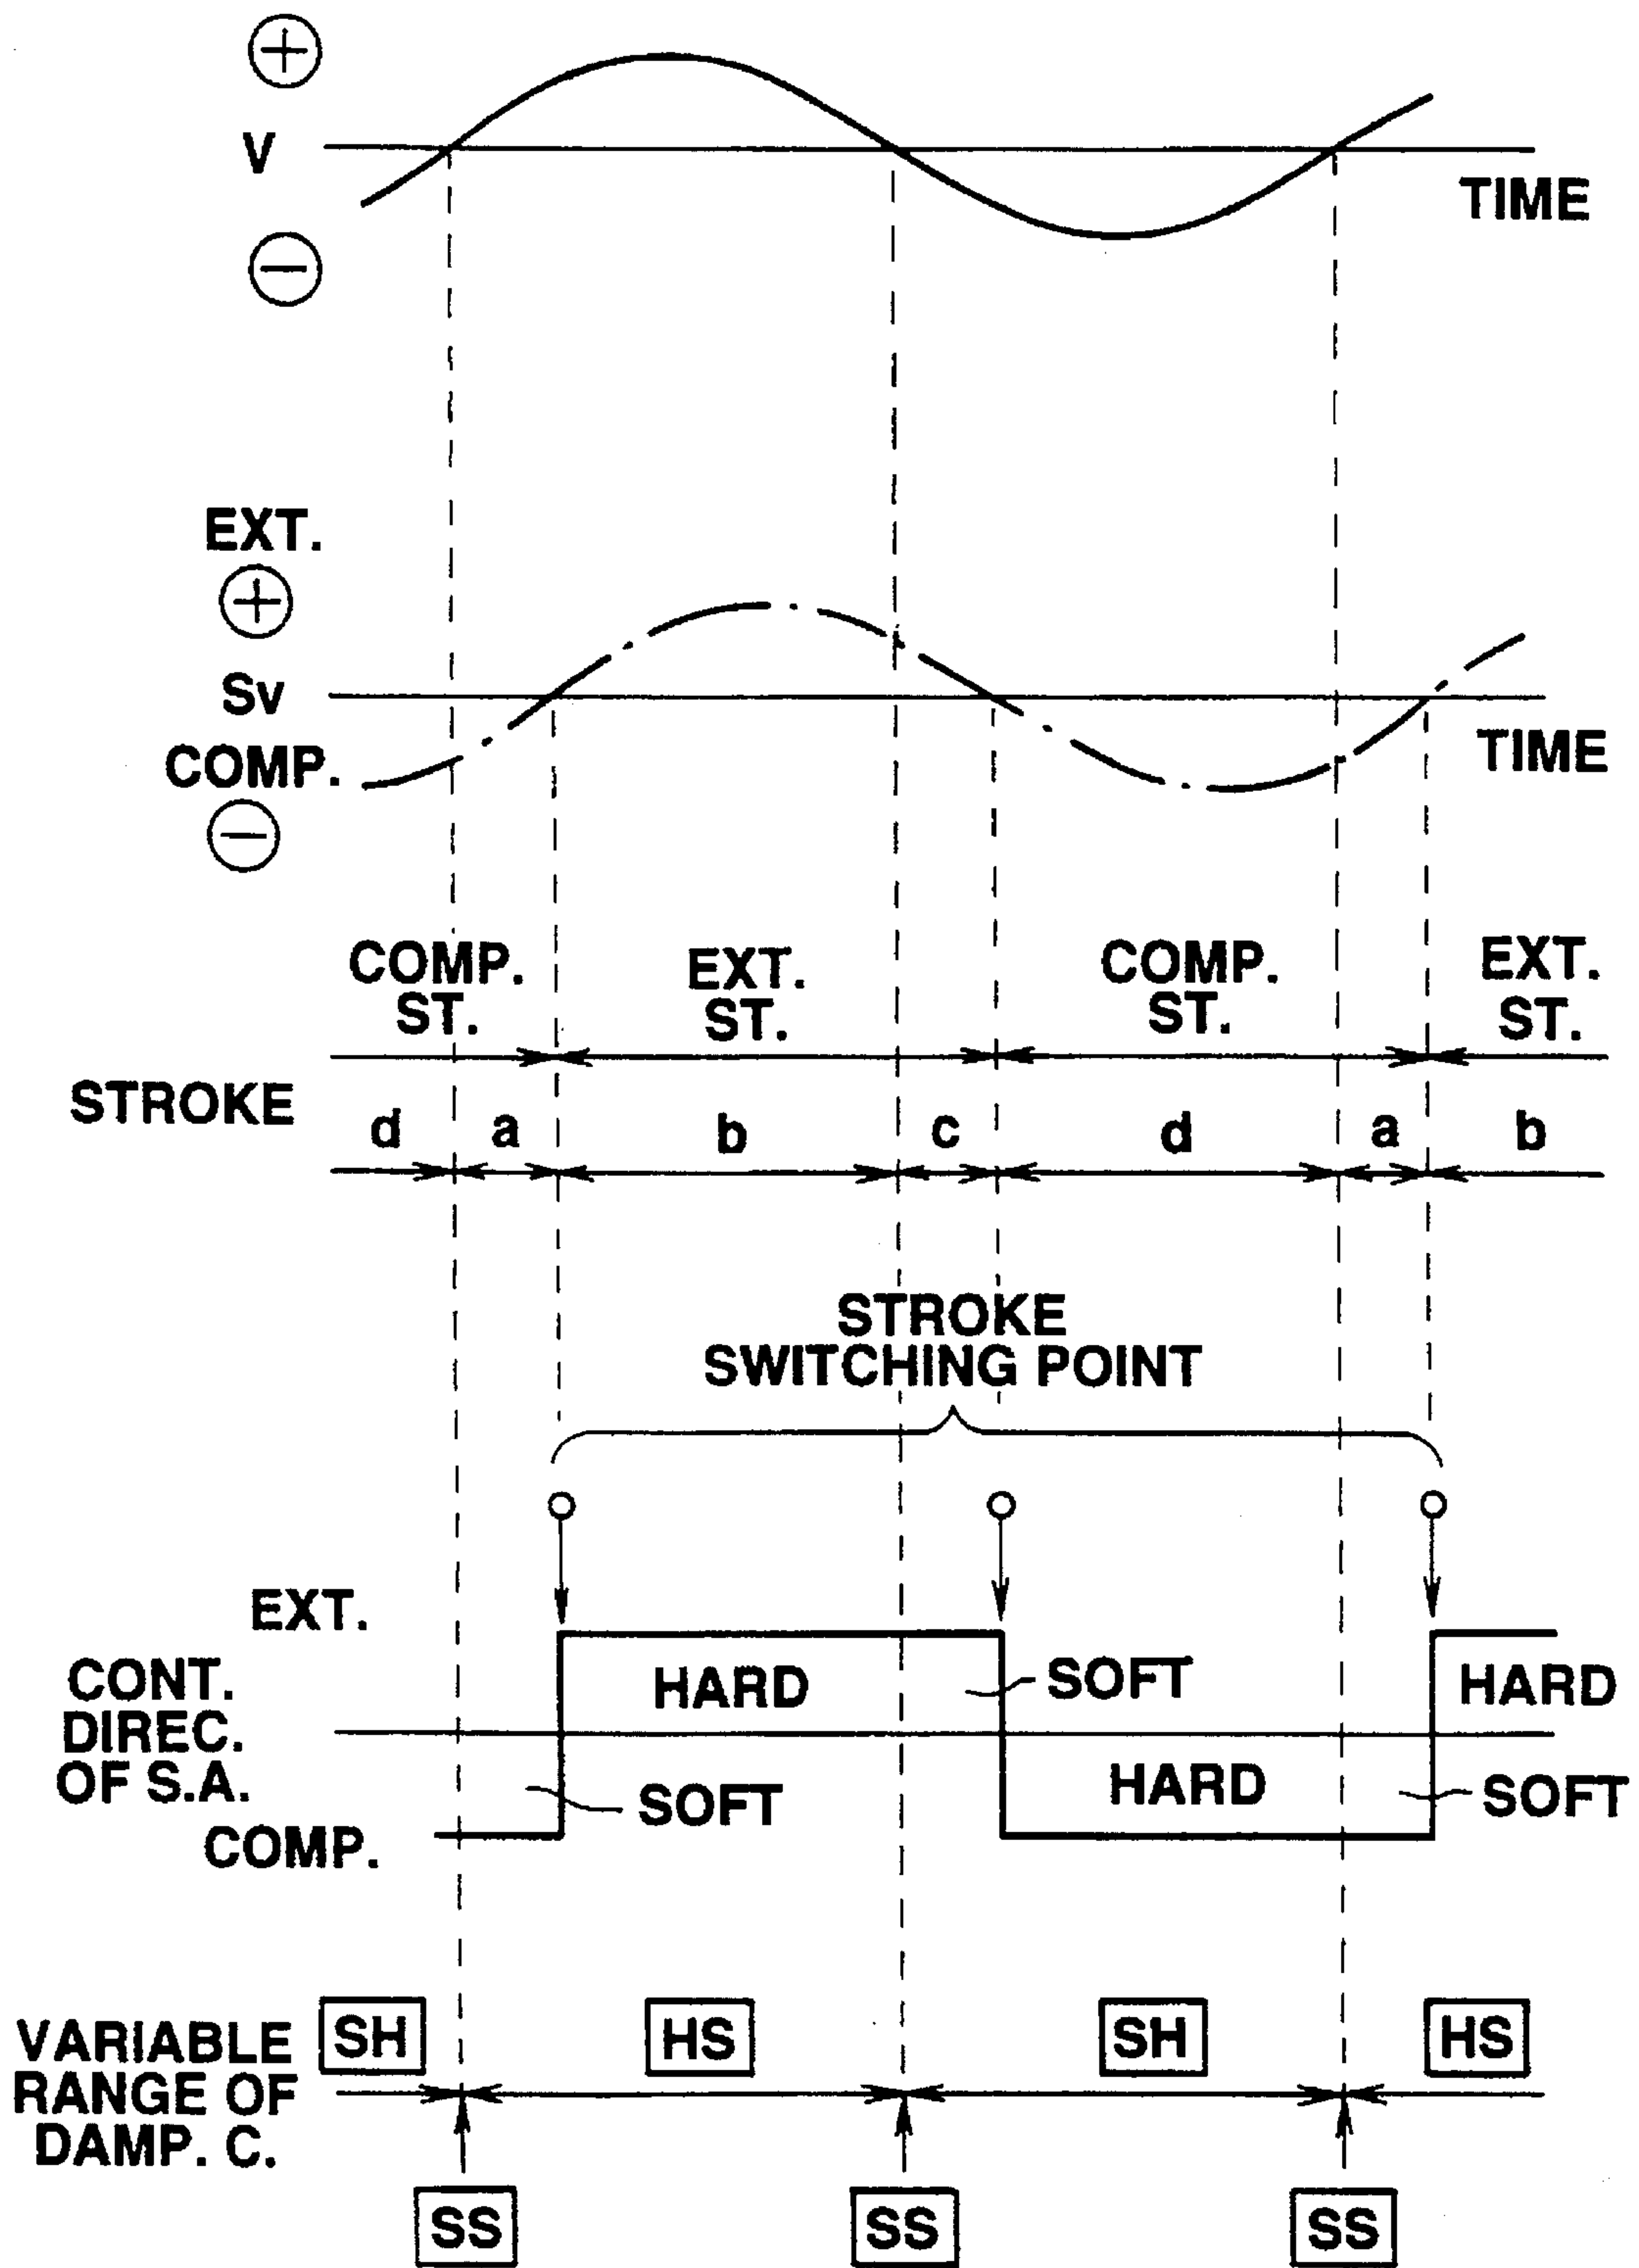 +
V
TIME
−
EXT.
+
Sv
COMP.
TIME
−
COMP.
ST.
EXT.
ST.
COMP.
ST.
EXT.
ST.
STROKE
d a b c d a b
STROKE
SWITCHING POINT
EXT.
CONT.
DIREC.
OF S.A.
HARD
SOFT
HARD
SOFT
HARD
SOFT
COMP.
VARIABLE
RANGE OF
DAMP. C.
SH HS SH HS
SS SS SS